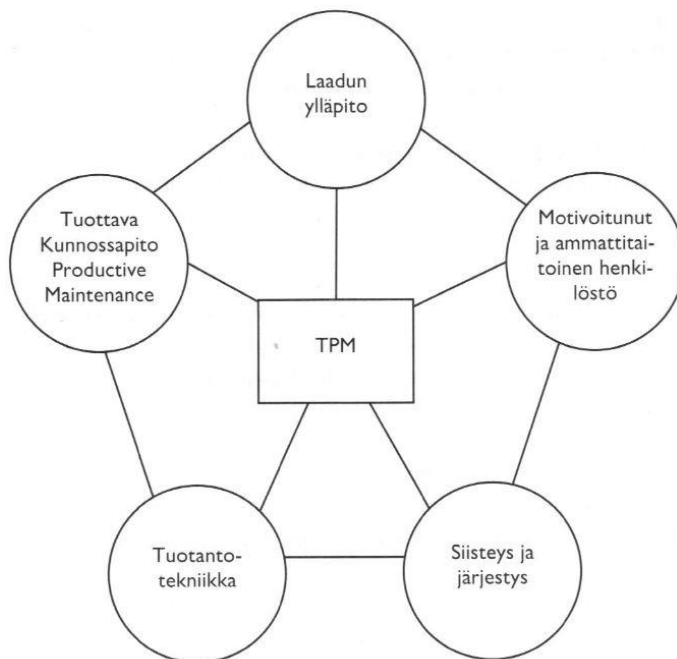 Laadun
ylläpito
Tuottava
Kunnossapito
Productive
Maintenance
Motivoitunut
ja ammattitai-
toinen henki-
löstö
TPM
Tuotanto-
tekniikka
Siisteys ja
järjestys